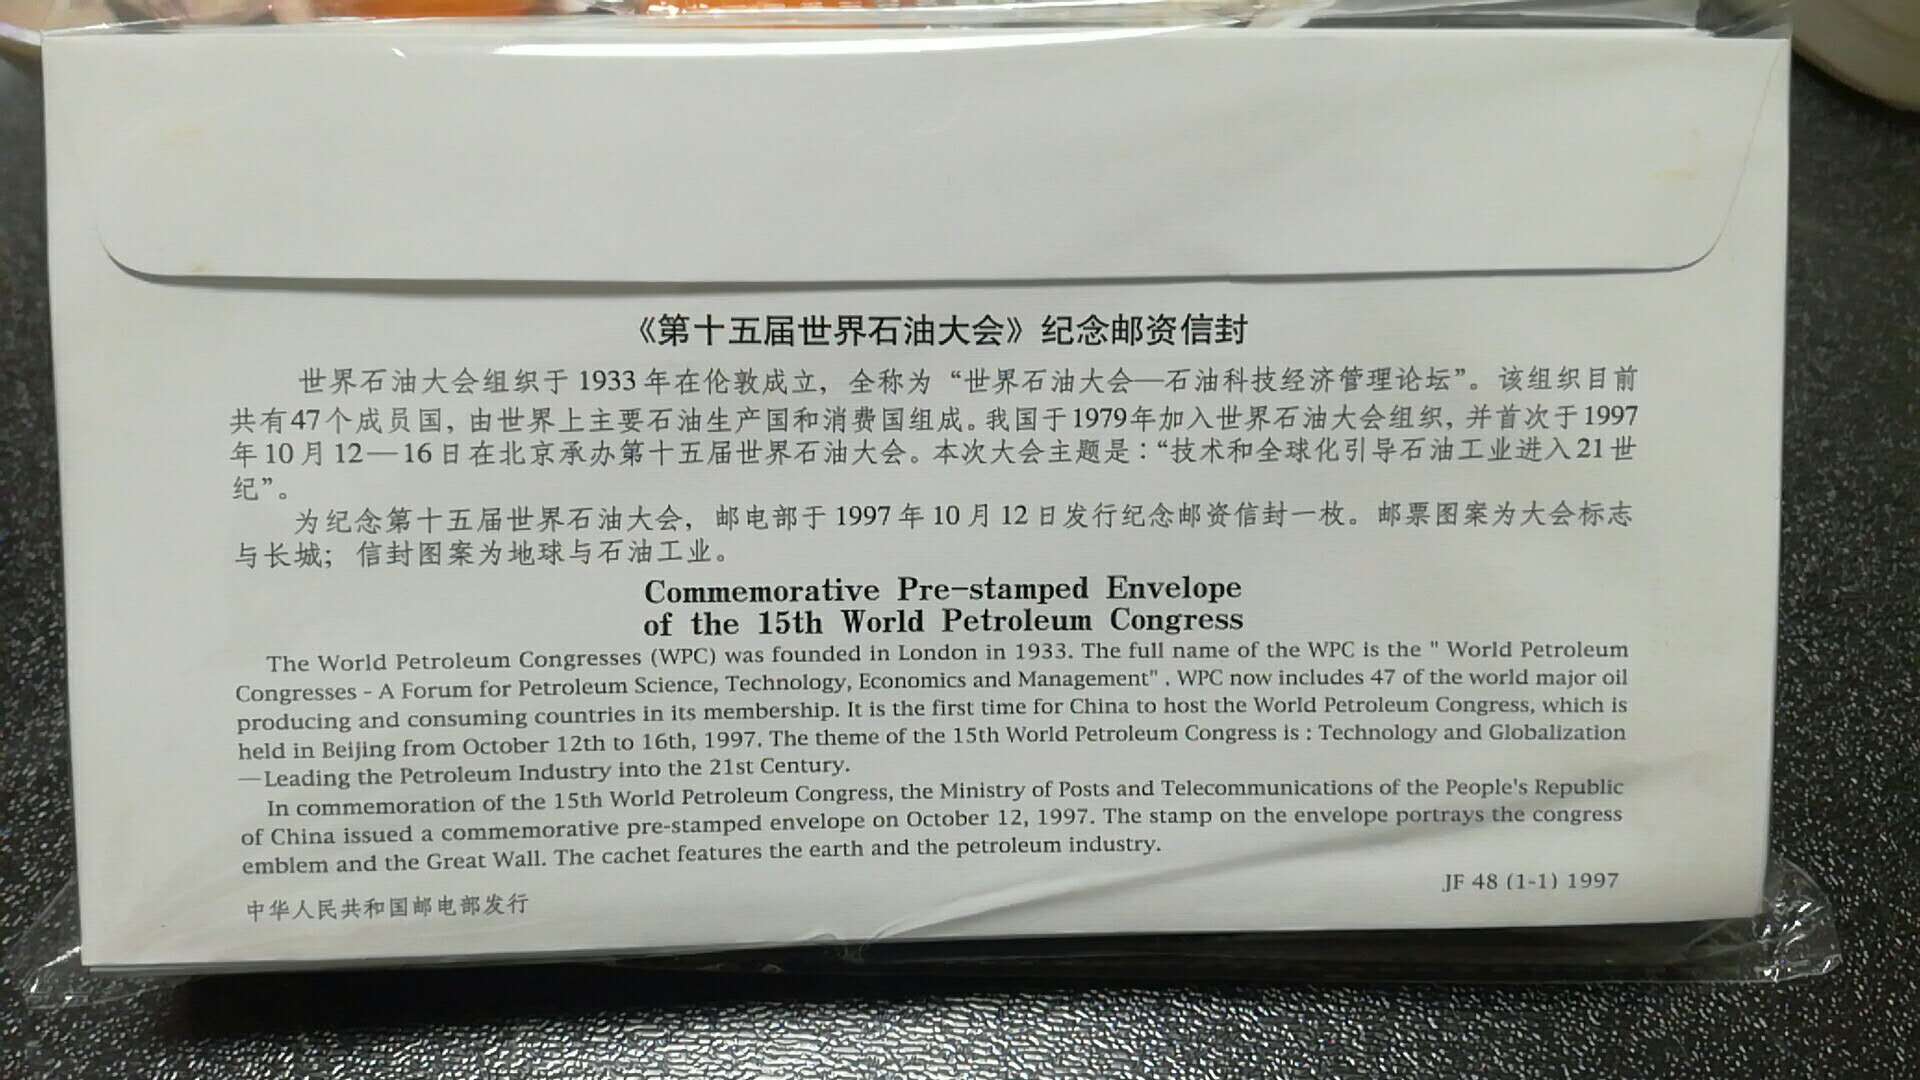 《第十五届世界石油大会》纪念邮资信封
世界石油大会组织于1933年在伦敦成立，全称为“世界石油大会—石油科技经济管理论坛”。该组织目前
共有47个成员国，由世界上主要石油生产国和消费国组成。我国于1979年加入世界石油大会组织，并首次于1997
年10月12—16日在北京承办第十五届世界石油大会。本次大会主题是：“技术和全球化引导石油工业进入21世
纪”。
为纪念第十五届世界石油大会，邮电部于1997年10月12日发行纪念邮资信封一枚。邮票图案为大会标志
与长城；信封图案为地球与石油工业。
Commemorative Pre-stamped Envelope
of the 15th World Petroleum Congress
The World Petroleum Congresses (WPC) was founded in London in 1933. The full name of the WPC is the " World Petroleum
Congresses - A Forum for Petroleum Science, Technology, Economics and Management" . WPC now includes 47 of the world major oil
producing and consuming countries in its membership. It is the first time for China to host the World Petroleum Congress, which is
held in Beijing from October 12th to 16th, 1997. The theme of the 15th World Petroleum Congress is : Technology and Globalization
—Leading the Petroleum Industry into the 21st Century.
In commemoration of the 15th World Petroleum Congress, the Ministry of Posts and Telecommunications of the People's Republic
of China issued a commemorative pre-stamped envelope on October 12, 1997. The stamp on the envelope portrays the congress
emblem and the Great Wall. The cachet features the earth and the petroleum industry.
JF 48 (1-1) 1997
中华人民共和国邮电部发行